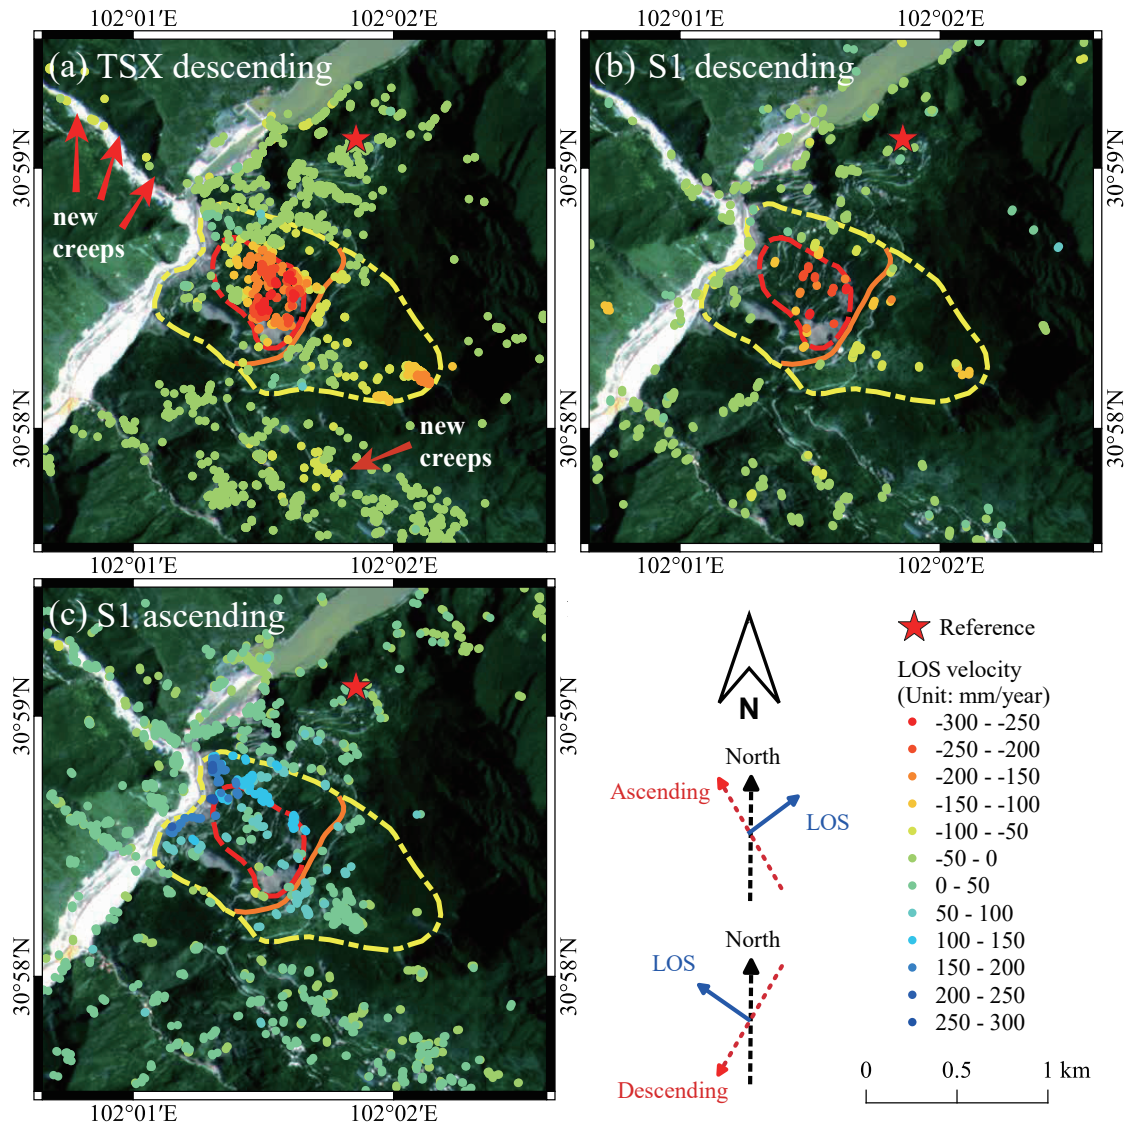 102°01′E
102°02′E
102°01′E
102°02′E
(a) TSX descending
(b) S1 descending
30°59′N
30°59′N
30°59′N
new
creeps
new
creeps
30°58′N
30°58′N
30°58′N
102°01′E
102°02′E
102°01′E
102°02′E
(c) S1 ascending
30°59′N
30°59′N
30°58′N
30°58′N
102°01′E
102°02′E
N
North
Ascending
LOS
North
LOS
Descending
Reference
LOS velocity
(Unit: mm/year)
-300 - -250
-250 - -200
-200 - -150
-150 - -100
-100 - -50
-50 - 0
0 - 50
50 - 100
100 - 150
150 - 200
200 - 250
250 - 300
0 0.5 1 km